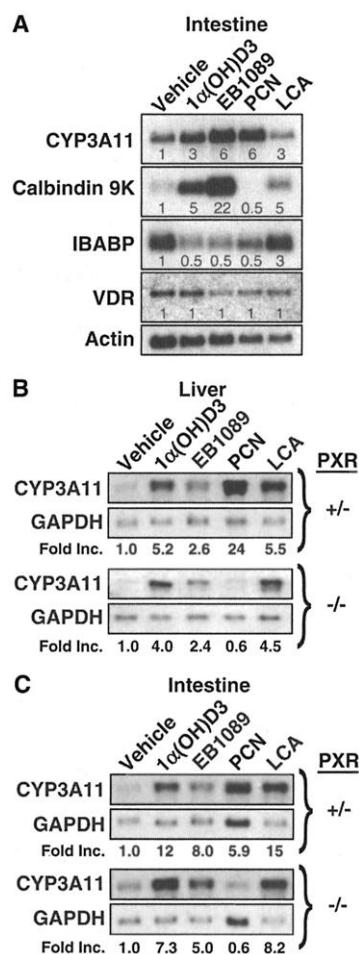 A
Intestine
Vehicle 1α(OH)D3 EB1089 PCN LCA
CYP3A11
1 3 6 6 3
Calbindin 9K
1 5 22 0.5 5
IBABP
1 0.5 0.5 0.5 3
VDR
1 1 1 1 1
Actin
B
Liver
Vehicle 1α(OH)D3 EB1089 PCN LCA PXR
CYP3A11
+/-
GAPDH
Fold Inc. 1.0 5.2 2.6 24 5.5
CYP3A11
-/-
GAPDH
Fold Inc. 1.0 4.0 2.4 0.6 4.5
C
Intestine
Vehicle 1α(OH)D3 EB1089 PCN LCA PXR
CYP3A11
+/-
GAPDH
Fold Inc. 1.0 12 8.0 5.9 15
CYP3A11
-/-
GAPDH
Fold Inc. 1.0 7.3 5.0 0.6 8.2